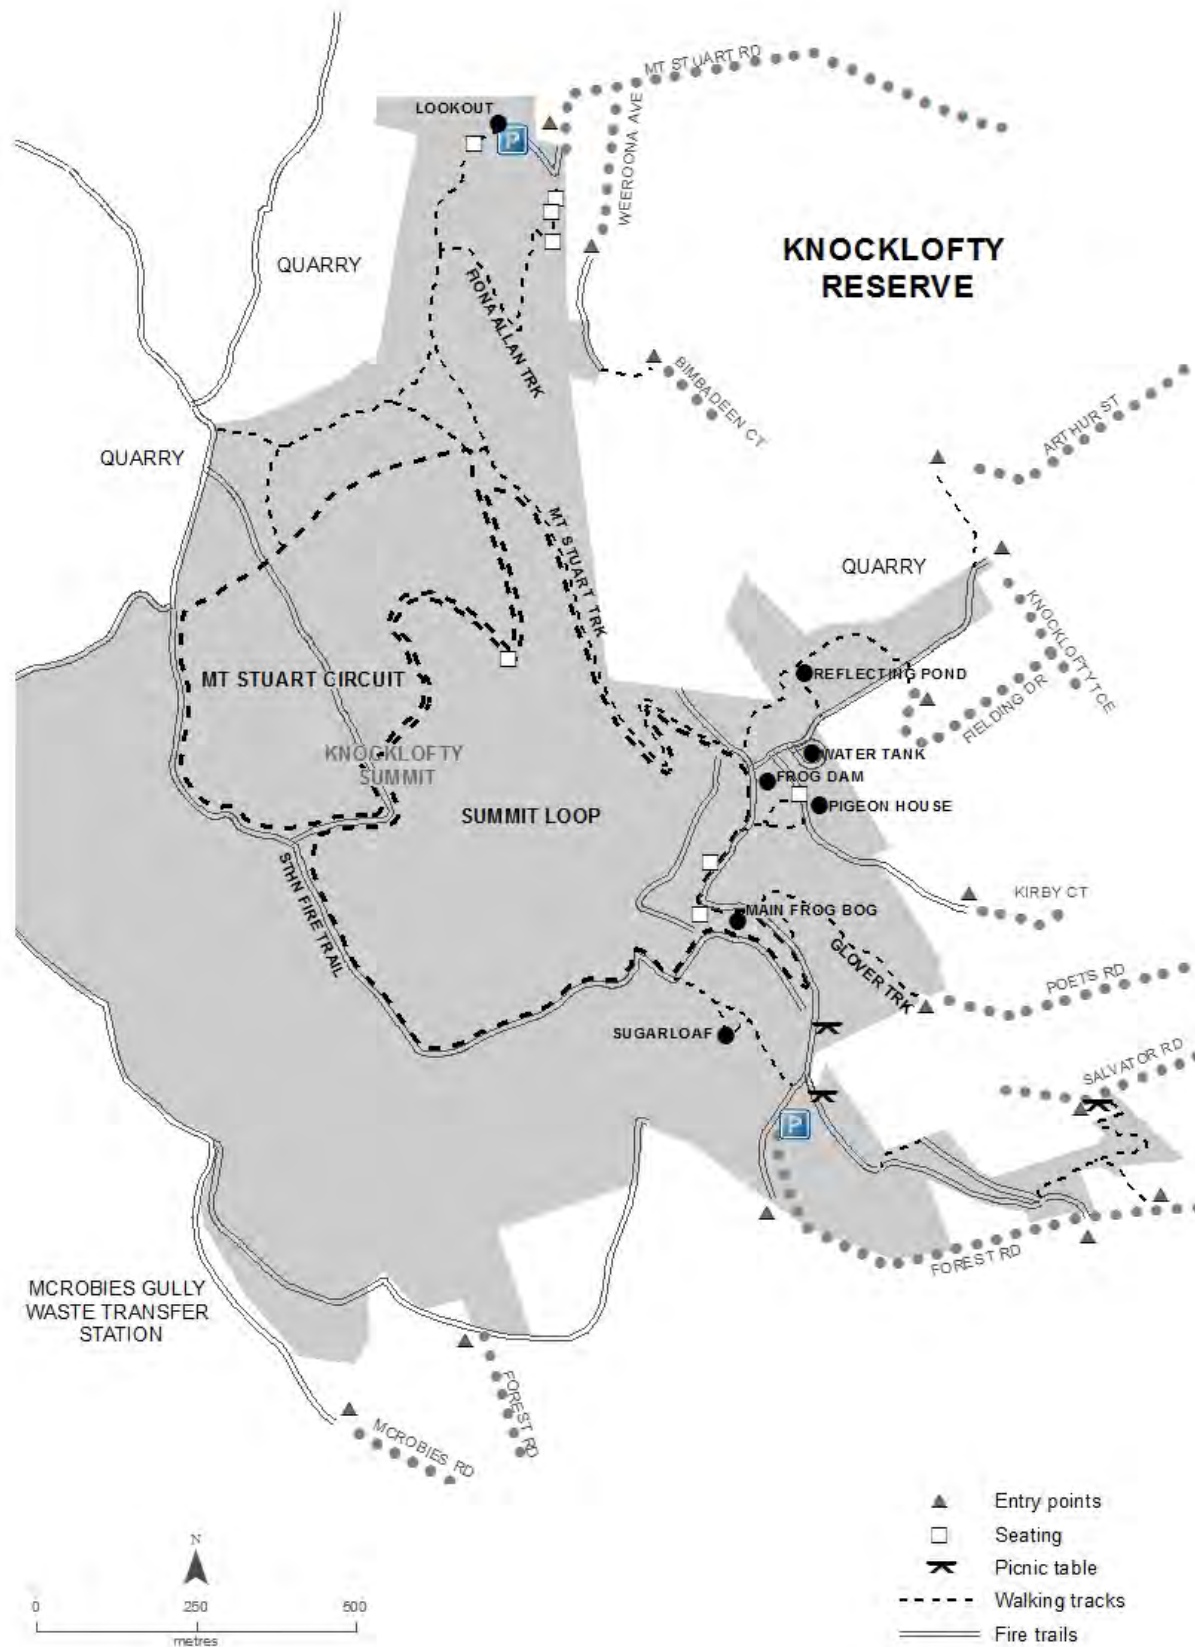 MT STUART RD
LOOKOUT
P
WEEROONA AVE
KNOCKLOFTY
RESERVE
QUARRY
FIONA ALLAN TRK
BIMBADEEN CT
ARTHUR ST
QUARRY
MT STUART TRK
QUARRY
KNOCKLOFTY TCE
MT STUART CIRCUIT
REFLECTING POND
FIELDING DR
KNOCKLOFTY
SUMMIT
WATER TANK
FROG DAM
PIGEON HOUSE
SUMMIT LOOP
STHN FIRE TRAIL
KIRBY CT
MAIN FROG BOG
GLOVER TRK
POETS RD
SUGARLOAF
SALVATOR RD
P
FOREST RD
MCROBIES GULLY
WASTE TRANSFER
STATION
FOREST RD
MCROBIES RD
Entry points
Seating
Picnic table
Walking tracks
Fire trails
N
0 250 500
metres